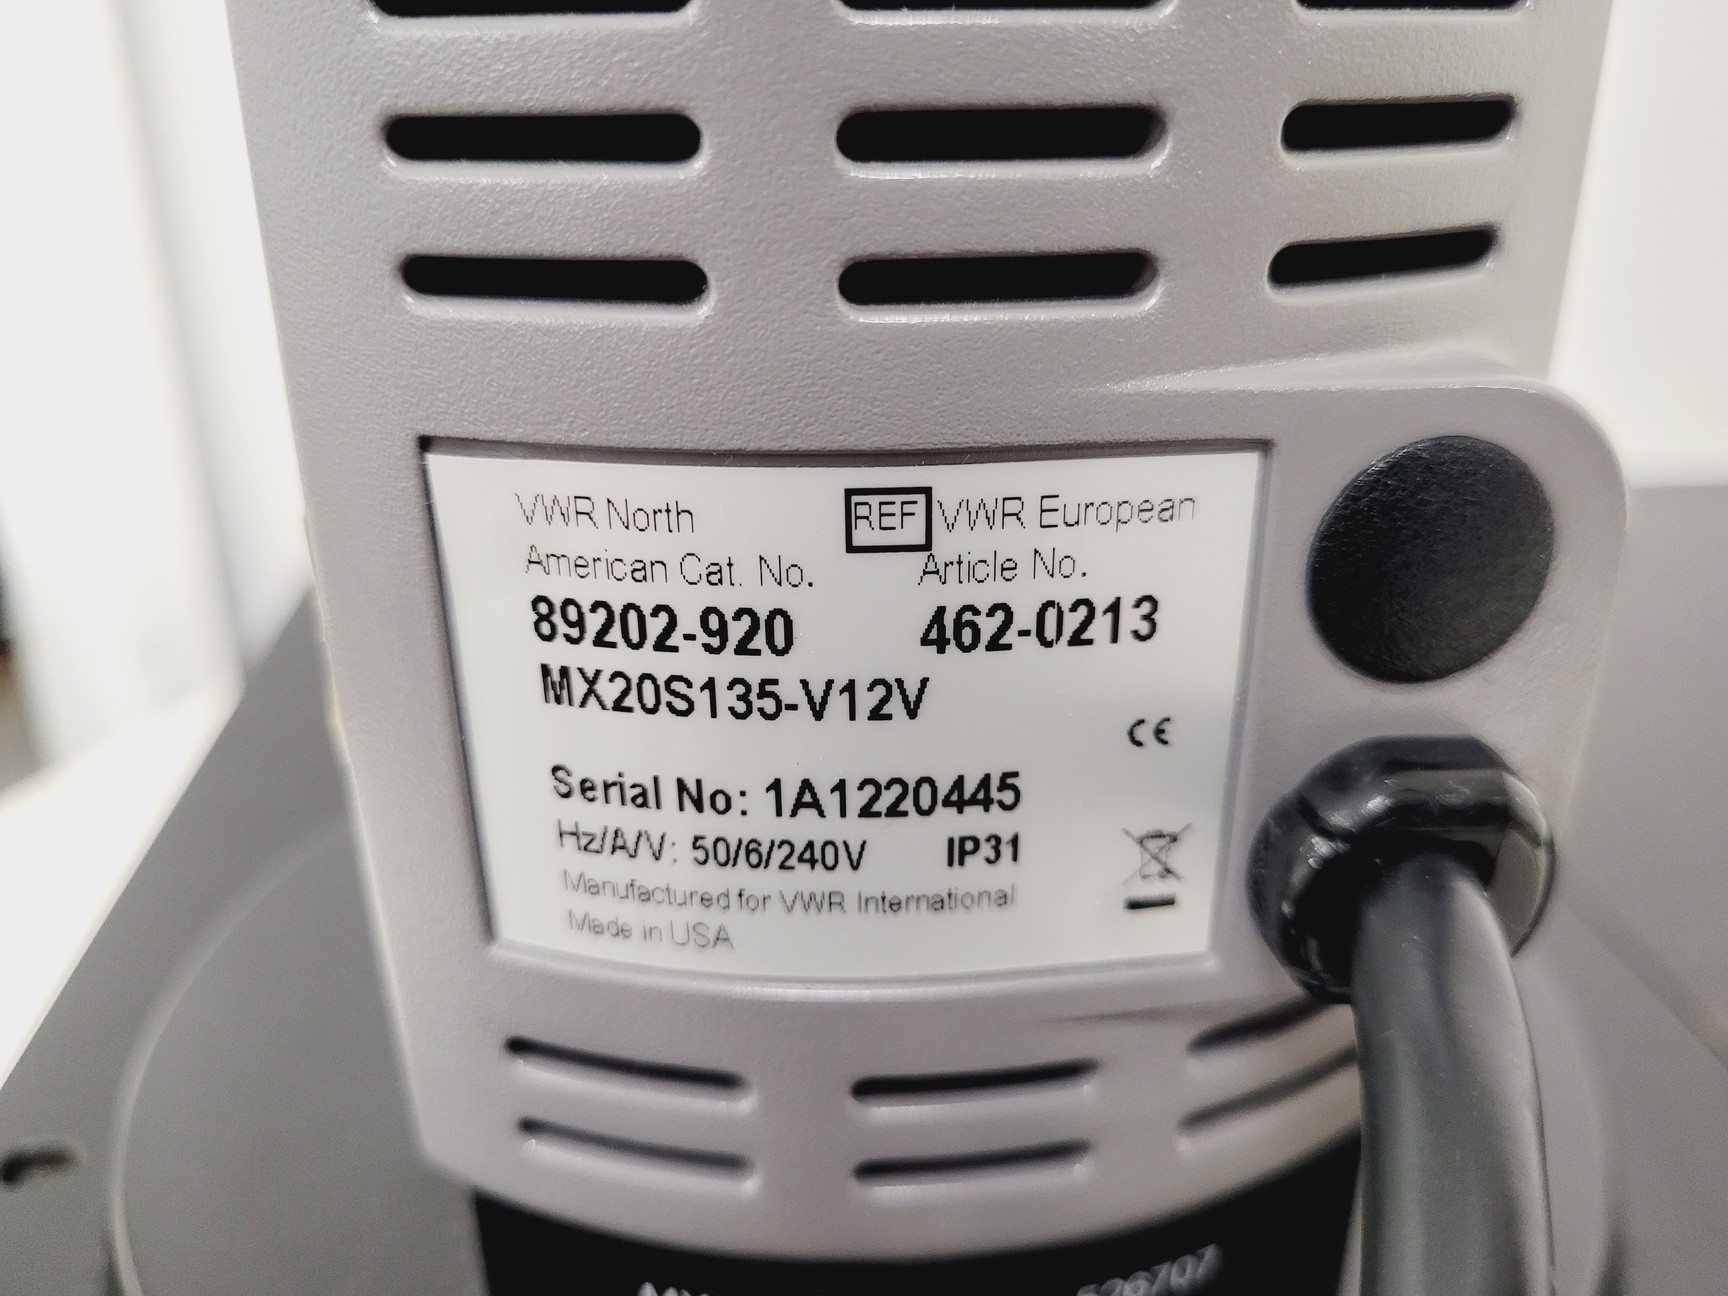 VWR North
American Cat. No.
89202-920
REF VWR European
Article No.
462-0213
MX20S135-V12V
CE
Serial No: 1A1220445
Hz/A/V: 50/6/240V IP31
Manufactured for VWR International
Made in USA